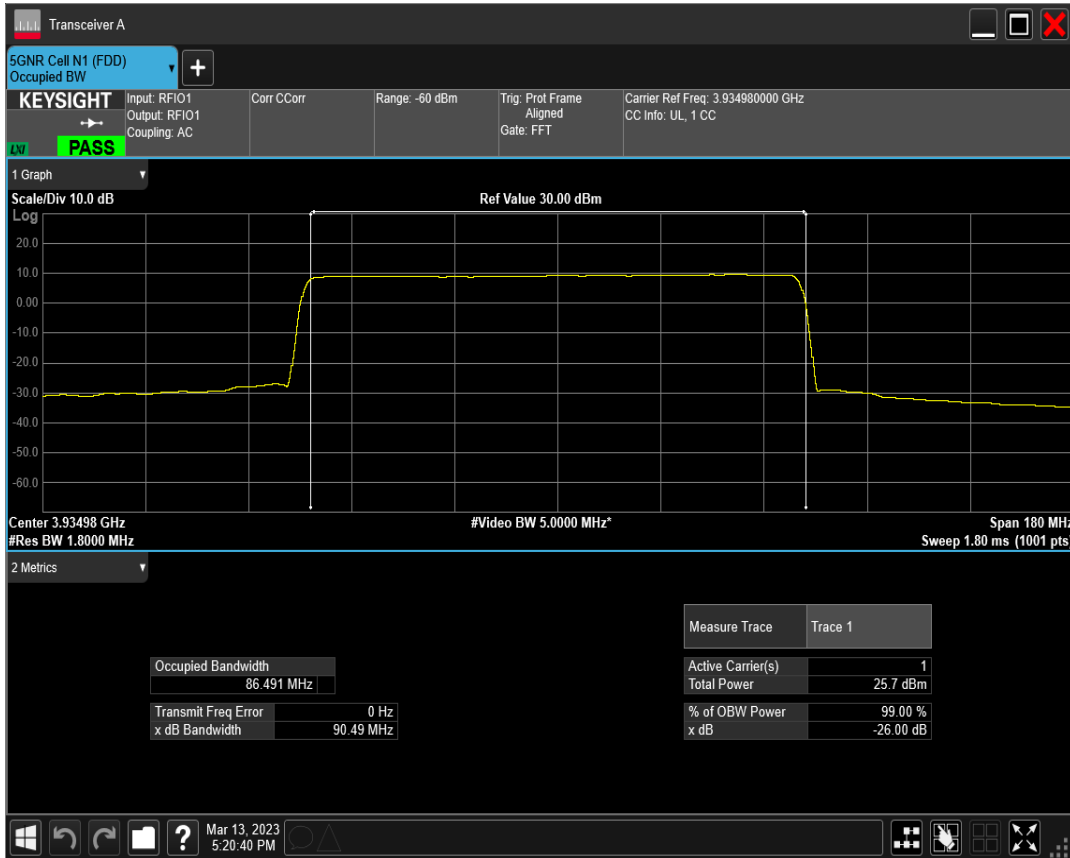 Transceiver A
5GNR Cell N1 (FDD)
Occupied BW
+
KEYSIGHT
LXI
PASS
Input: RFIO1
Output: RFIO1
Coupling: AC
Corr CCorr
Range: -60 dBm
Trig: Prot Frame
Aligned
Gate: FFT
Carrier Ref Freq: 3.934980000 GHz
CC Info: UL, 1 CC
1 Graph
Scale/Div 10.0 dB
Ref Value 30.00 dBm
Log
20.0
10.0
0.00
-10.0
-20.0
-30.0
-40.0
-50.0
-60.0
Center 3.93498 GHz
#Video BW 5.0000 MHz*
Span 180 MHz
#Res BW 1.8000 MHz
Sweep 1.80 ms (1001 pts)
2 Metrics
Measure Trace Trace 1
Occupied Bandwidth
86.491 MHz
Active Carrier(s) 1
Total Power 25.7 dBm
Transmit Freq Error 0 Hz
x dB Bandwidth 90.49 MHz
% of OBW Power 99.00 %
x dB -26.00 dB
?
Mar 13, 2023
5:20:40 PM